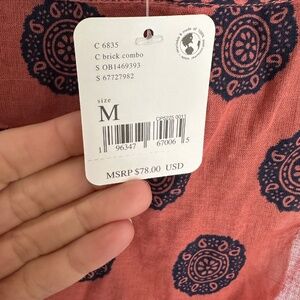 C 6835
C brick combo
S OB1469393
S 67727982
size
M
1 96347 67006 5
MSRP $78.00 USD